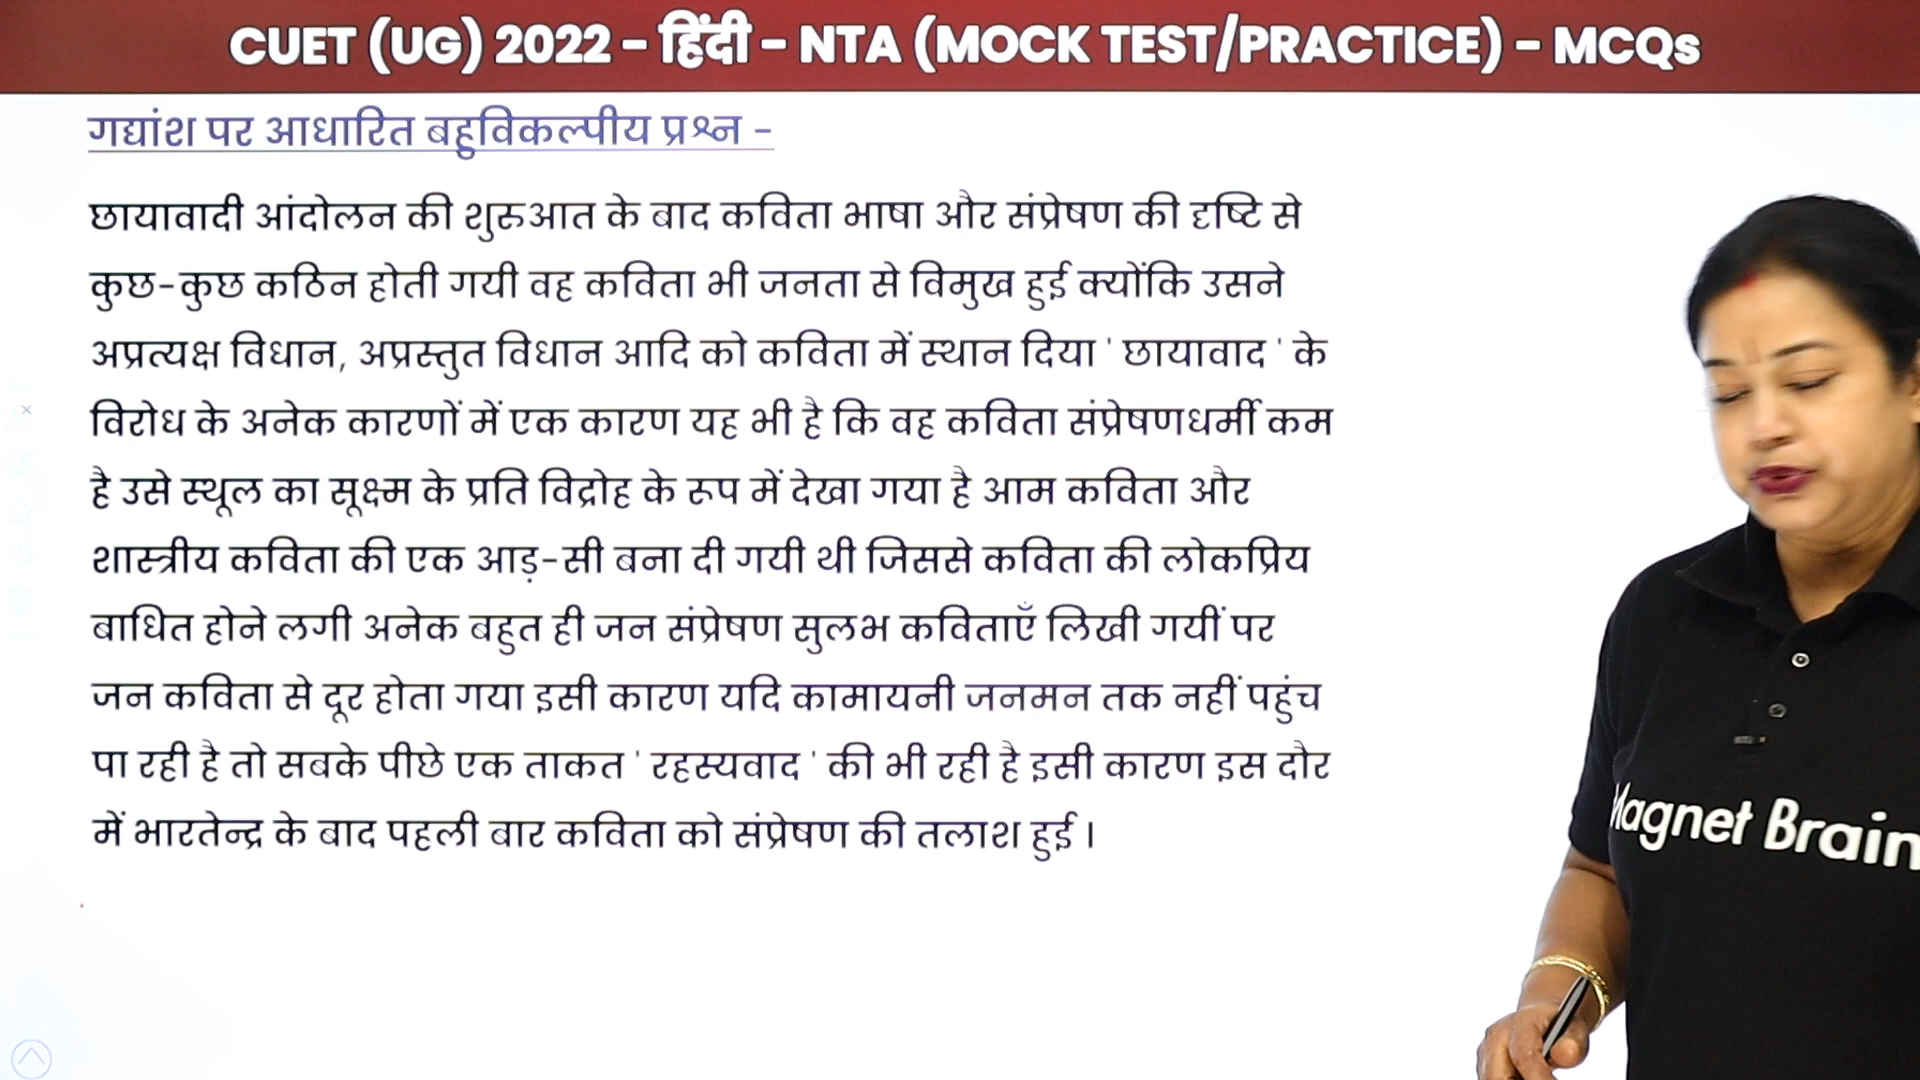 CUET (UG) 2022 - हिंदी - NTA (MOCK TEST/PRACTICE) - MCQs
गद्यांश पर आधारित बहुविकल्पीय प्रश्न -
छायावादी आंदोलन की शुरुआत के बाद कविता भाषा और संप्रेषण की दृष्टि से
कुछ-कुछ कठिन होती गयी वह कविता भी जनता से विमुख हुई क्योंकि उसने
अप्रत्यक्ष विधान, अप्रस्तुत विधान आदि को कविता में स्थान दिया ' छायावाद ' के
विरोध के अनेक कारणों में एक कारण यह भी है कि वह कविता संप्रेषणधर्मी कम
है उसे स्थूल का सूक्ष्म के प्रति विद्रोह के रूप में देखा गया है आम कविता और
शास्त्रीय कविता की एक आड़-सी बना दी गयी थी जिससे कविता की लोकप्रिय
बाधित होने लगी अनेक बहुत ही जन संप्रेषण सुलभ कविताएँ लिखी गयीं पर
जन कविता से दूर होता गया इसी कारण यदि कामायनी जनमन तक नहीं पहुंच
पा रही है तो सबके पीछे एक ताकत ' रहस्यवाद ' की भी रही है इसी कारण इस दौर
में भारतेन्द्र के बाद पहली बार कविता को संप्रेषण की तलाश हुई ।
Magnet Brain